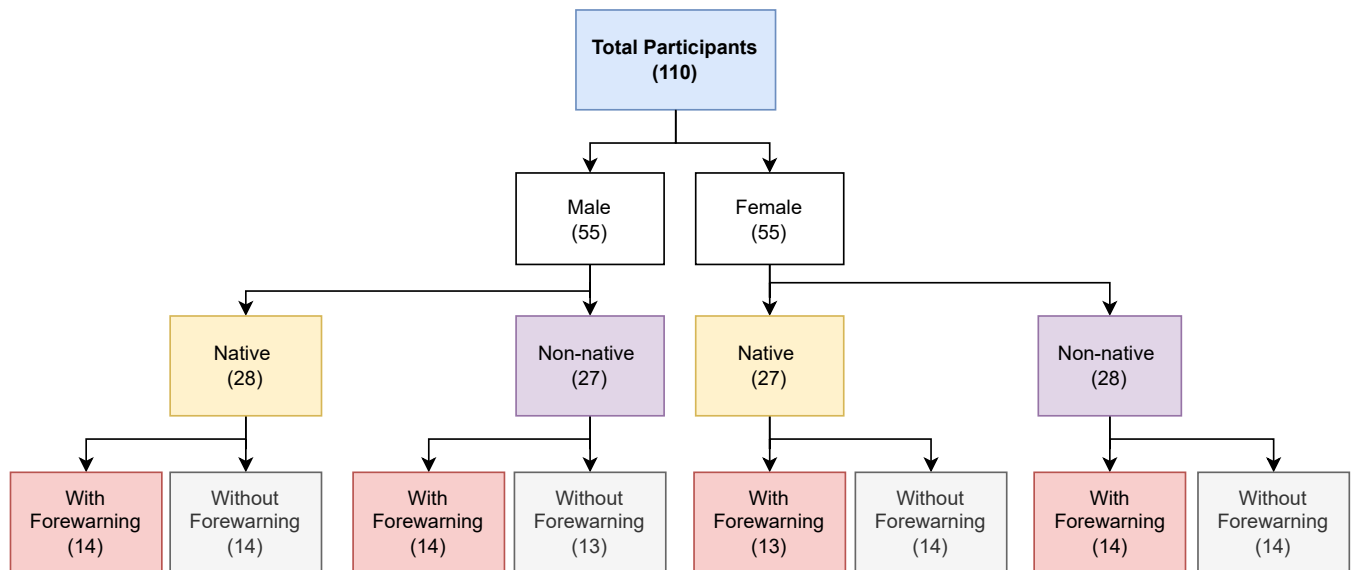 Total Participants
(110)
Male
(55)
Female
(55)
Native
(28)
Non-native
(27)
Native
(27)
Non-native
(28)
With
Forewarning
(14)
Without
Forewarning
(14)
With
Forewarning
(14)
Without
Forewarning
(13)
With
Forewarning
(13)
Without
Forewarning
(14)
With
Forewarning
(14)
Without
Forewarning
(14)